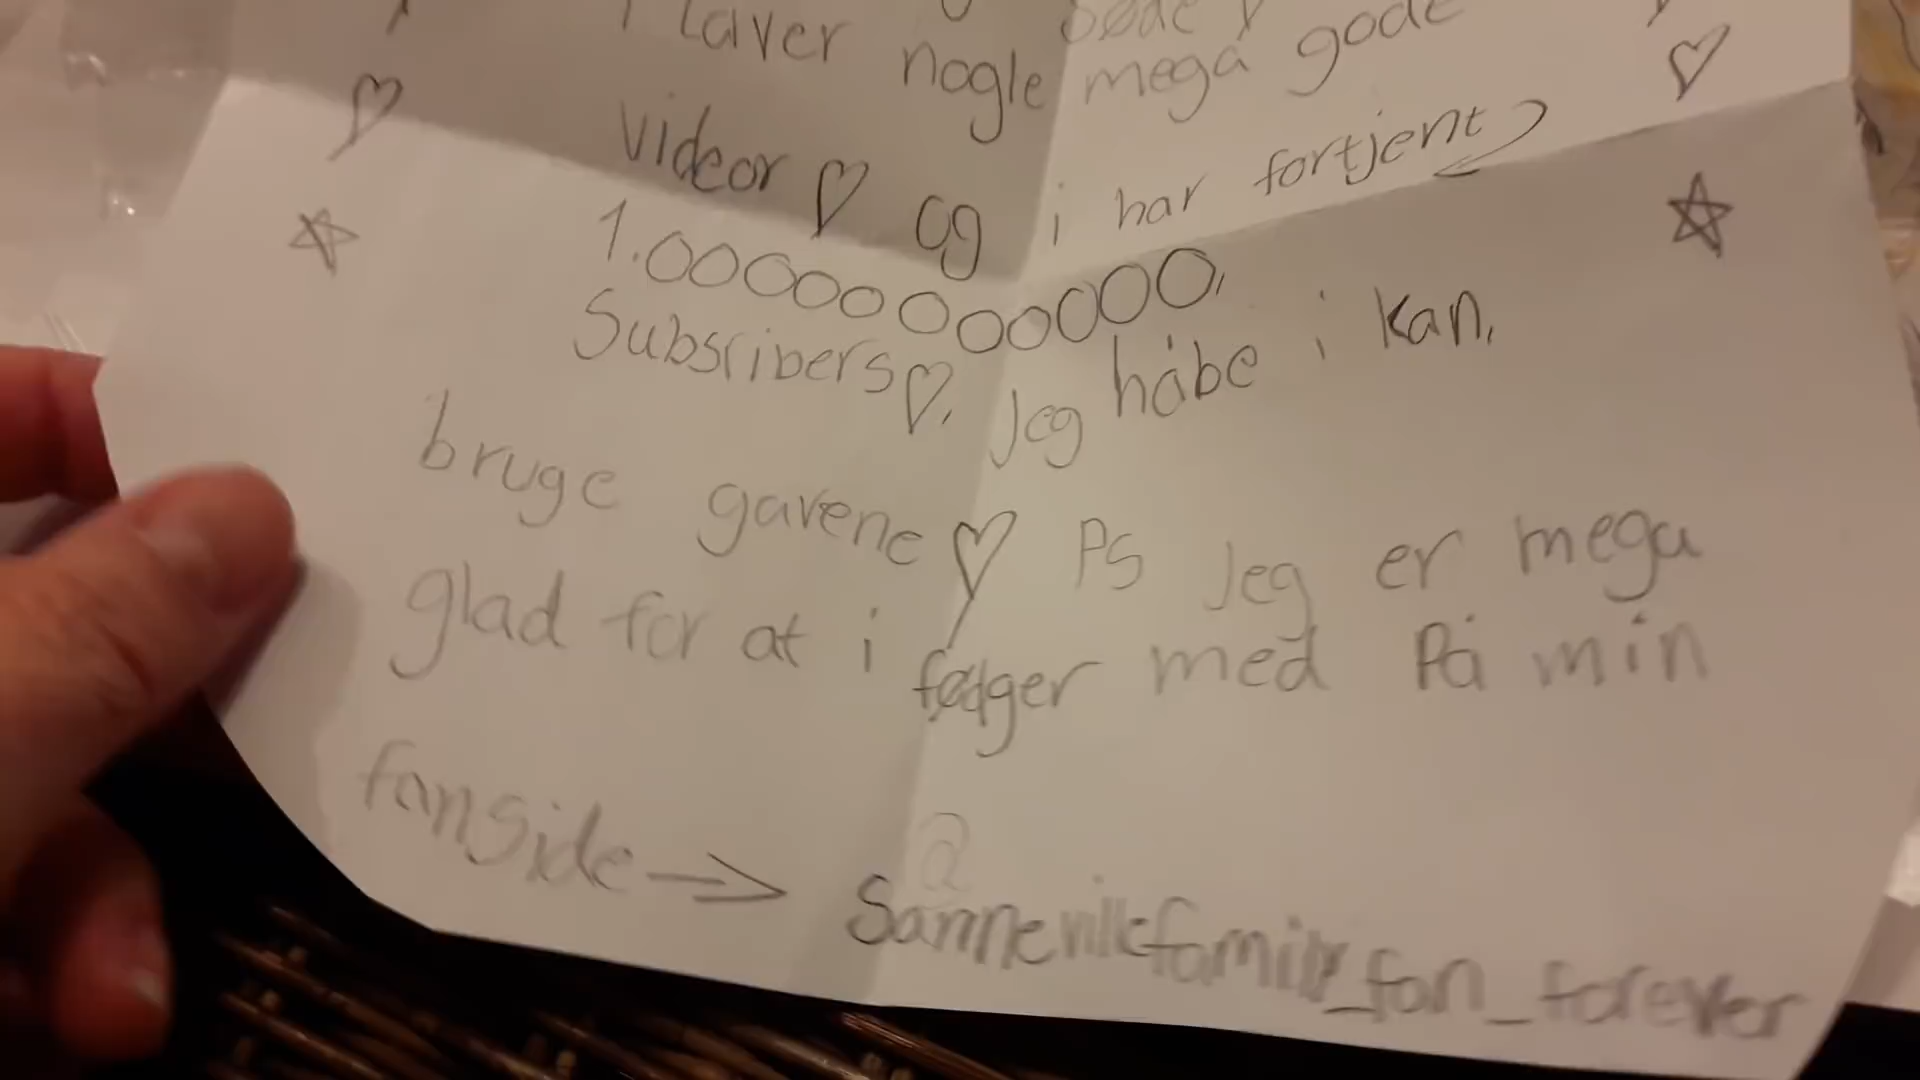 i Laver nogle mega gode
videor ♡ og i har fortjent
1.000000000000,
Subscribers♡. Jeg håbe i kan,
bruge gavene♡ PS Jeg er mega
glad for at i følger med På min
fanside →
@Sannevillefamily_fan_forever